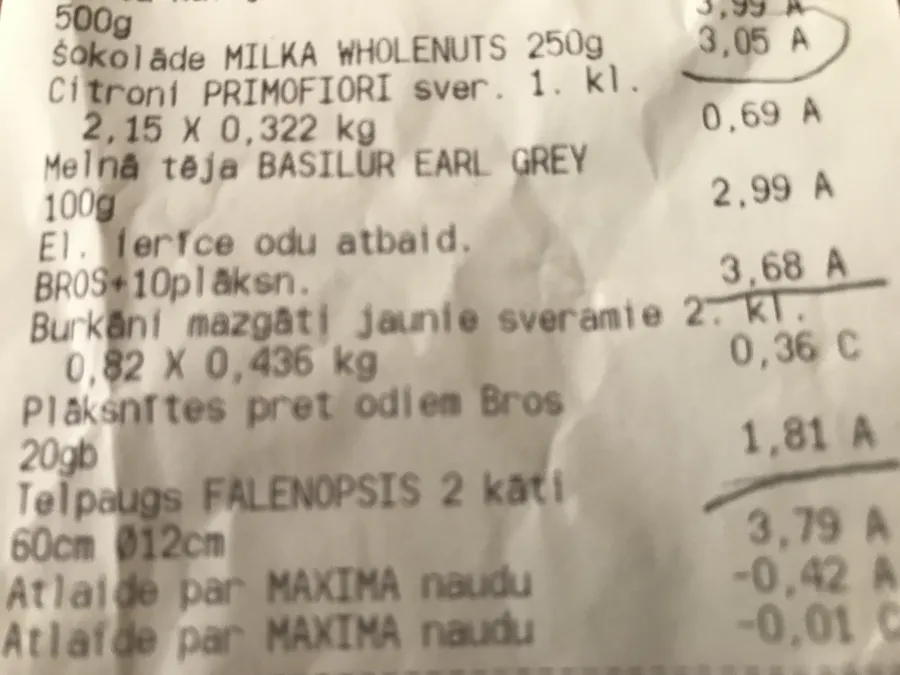 3,99 A
500g
šokolāde MILKA WHOLENUTS 250g 3,05 A
Citroni PRIMOFIORI sver. 1. kl.
2,15 X 0,322 kg 0,69 A
Melnā tēja BASILUR EARL GREY
100g 2,99 A
El. ierīce odu atbaid.
BROS+10plāksn. 3,68 A
Burkāni mazgāti jaunie sveramie 2. kl.
0,82 X 0,436 kg 0,36 C
Plāksnītes pret odiem Bros
20gb 1,81 A
Telpaugs FALENOPSIS 2 kāti
60cm Ø12cm 3,79 A
Atlaide par MAXIMA naudu -0,42 A
Atlaide par MAXIMA naudu -0,01 C